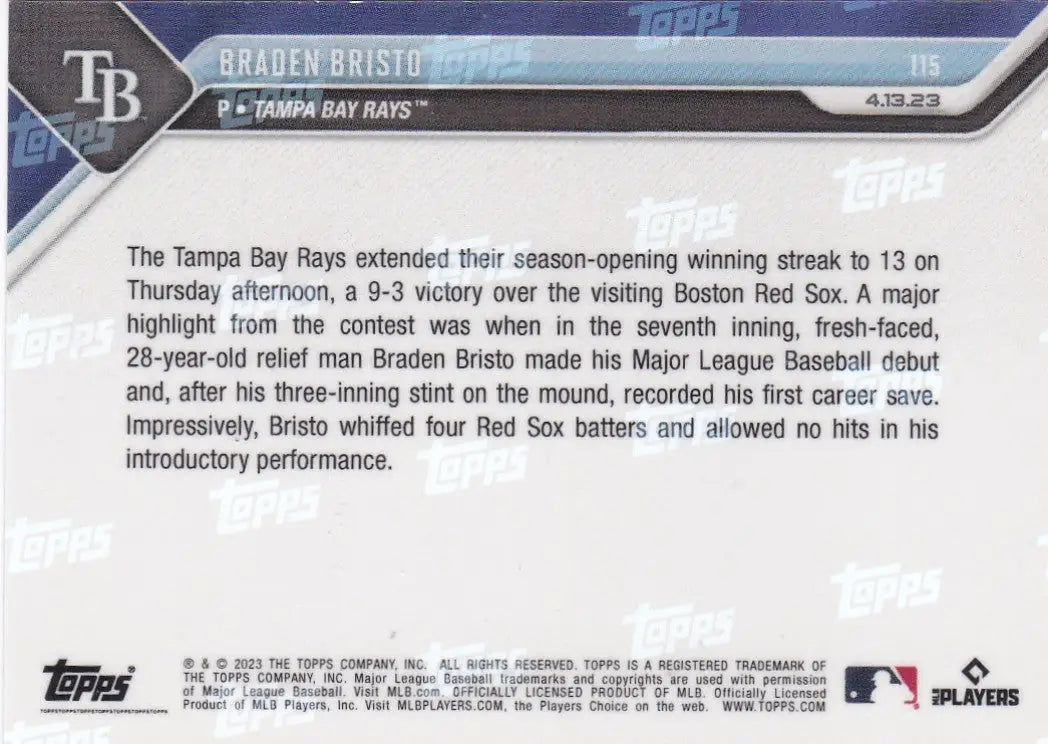 TB
BRADEN BRISTO
115
P • TAMPA BAY RAYS™
4.13.23
The Tampa Bay Rays extended their season-opening winning streak to 13 on
Thursday afternoon, a 9-3 victory over the visiting Boston Red Sox. A major
highlight from the contest was when in the seventh inning, fresh-faced,
28-year-old relief man Braden Bristo made his Major League Baseball debut
and, after his three-inning stint on the mound, recorded his first career save.
Impressively, Bristo whiffed four Red Sox batters and allowed no hits in his
introductory performance.
Topps®
® & © 2023 THE TOPPS COMPANY, INC. ALL RIGHTS RESERVED. TOPPS IS A REGISTERED TRADEMARK OF
THE TOPPS COMPANY, INC. Major League Baseball trademarks and copyrights are used with permission
of Major League Baseball. Visit MLB.com. OFFICIALLY LICENSED PRODUCT OF MLB. Officially Licensed
Product of MLB Players, Inc. Visit MLBPLAYERS.COM, the Players Choice on the web. WWW.TOPPS.COM
MLB PLAYERS